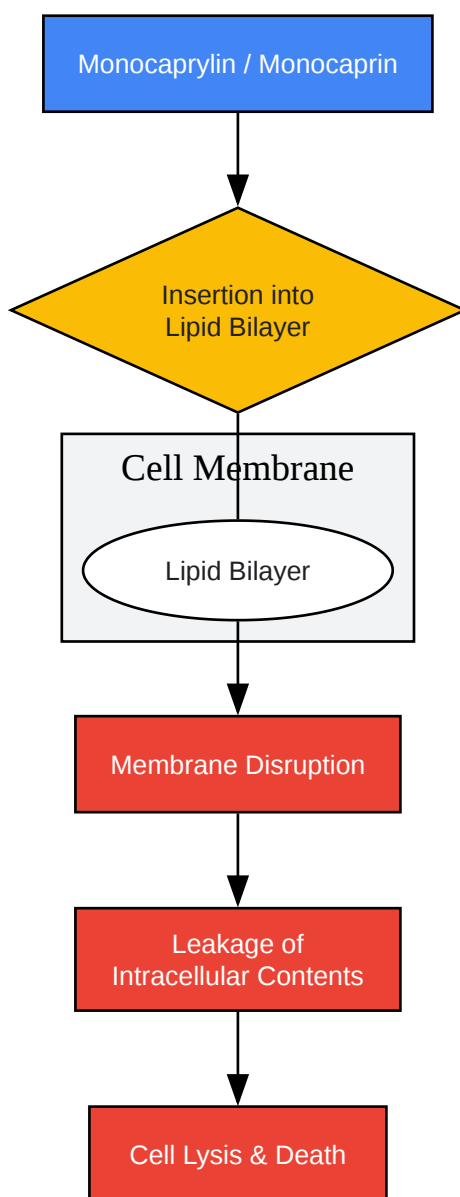 Monocaprylin / Monocaprin
Insertion into
Lipid Bilayer
Cell Membrane
Lipid Bilayer
Membrane Disruption
Leakage of
Intracellular Contents
Cell Lysis & Death